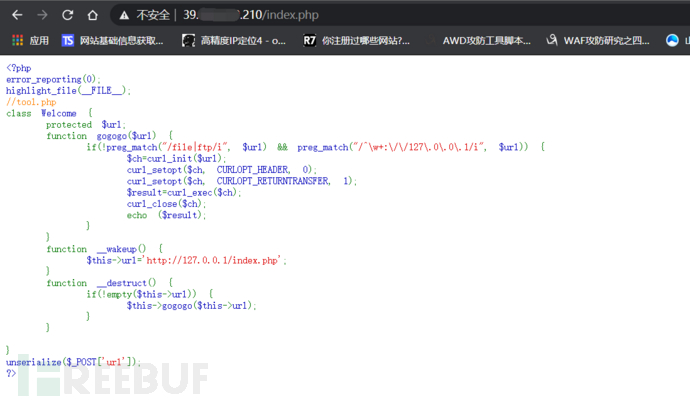 不安全 | 39. .210/index.php
应用 网站基础信息获取... 高精度IP定位4 - o... 你注册过哪些网站?... AWD攻防工具脚本... WAF攻防研究之四...
<?php
error_reporting(0);
highlight_file(__FILE__);
//tool.php
class Welcome {
protected $url;
function gogogo($url) {
if(!preg_match("/file|ftp/i", $url) && preg_match("/^\w+:\/\/127\.0\.0\.1/i", $url)) {
$ch=curl_init($url);
curl_setopt($ch, CURLOPT_HEADER, 0);
curl_setopt($ch, CURLOPT_RETURNTRANSFER, 1);
$result=curl_exec($ch);
curl_close($ch);
echo ($result);
}
}
function __wakeup() {
$this->url='http://127.0.0.1/index.php';
}
function __destruct() {
if(!empty($this->url)) {
$this->gogogo($this->url);
}
}
}
unserialize($_POST['url']);
?>
FREEBUF